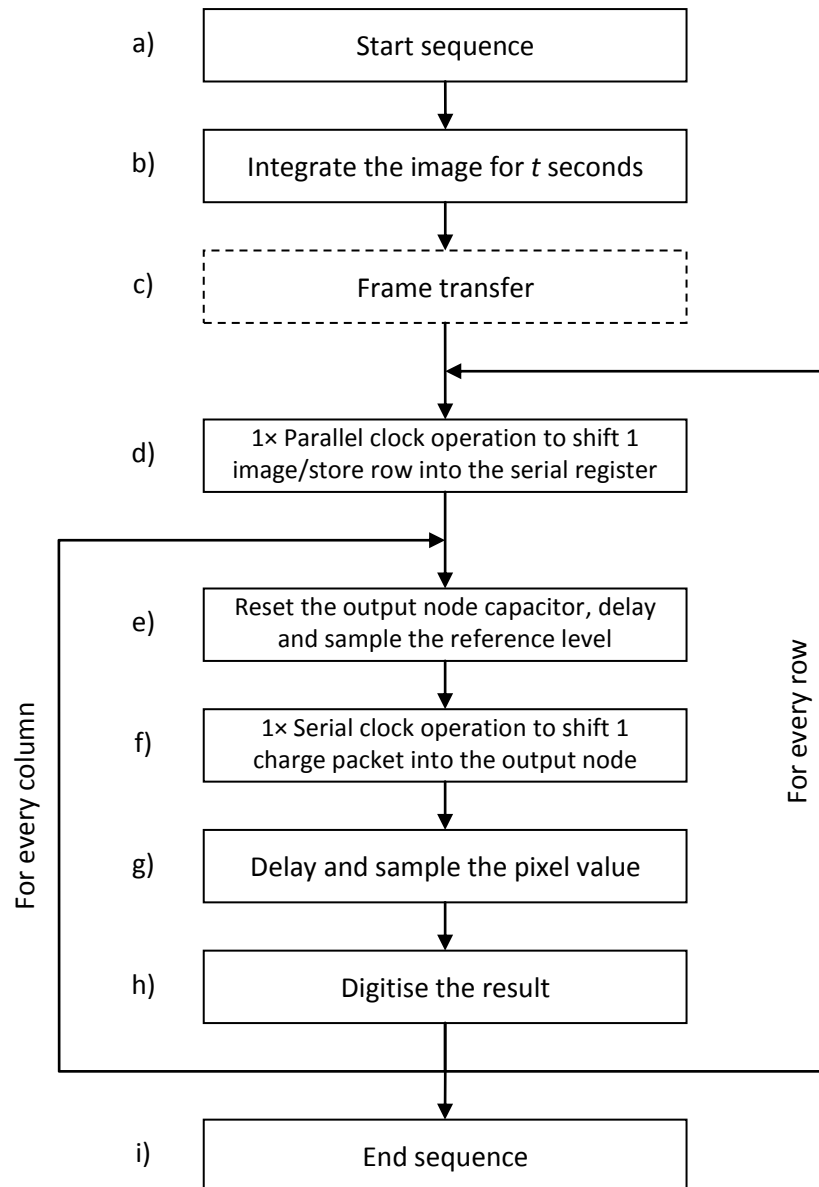 a)
Start sequence
b)
Integrate the image for t seconds
c)
Frame transfer
d)
1× Parallel clock operation to shift 1
image/store row into the serial register
e)
Reset the output node capacitor, delay
and sample the reference level
f)
1× Serial clock operation to shift 1
charge packet into the output node
g)
Delay and sample the pixel value
h)
Digitise the result
i)
End sequence
For every column
For every row